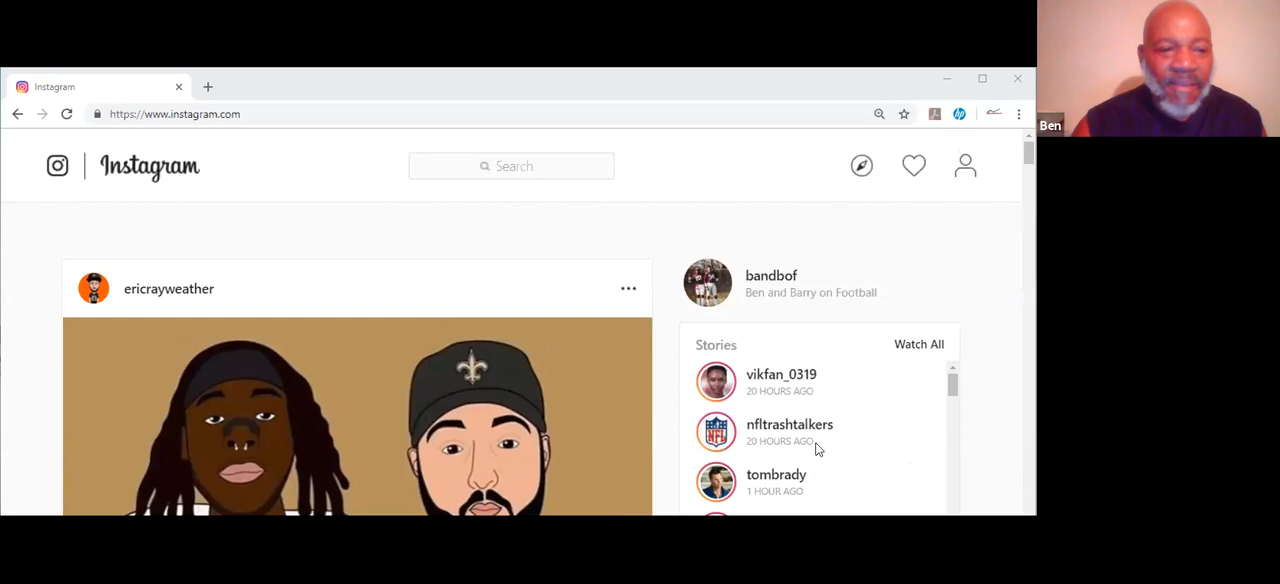 Instagram
https://www.instagram.com
Ben
Instagram
Search
ericrayweather
bandbof
Ben and Barry on Football
Stories
Watch All
vikfan_0319
20 HOURS AGO
NFL
nfltrashtalkers
20 HOURS AGO
tombrady
1 HOUR AGO